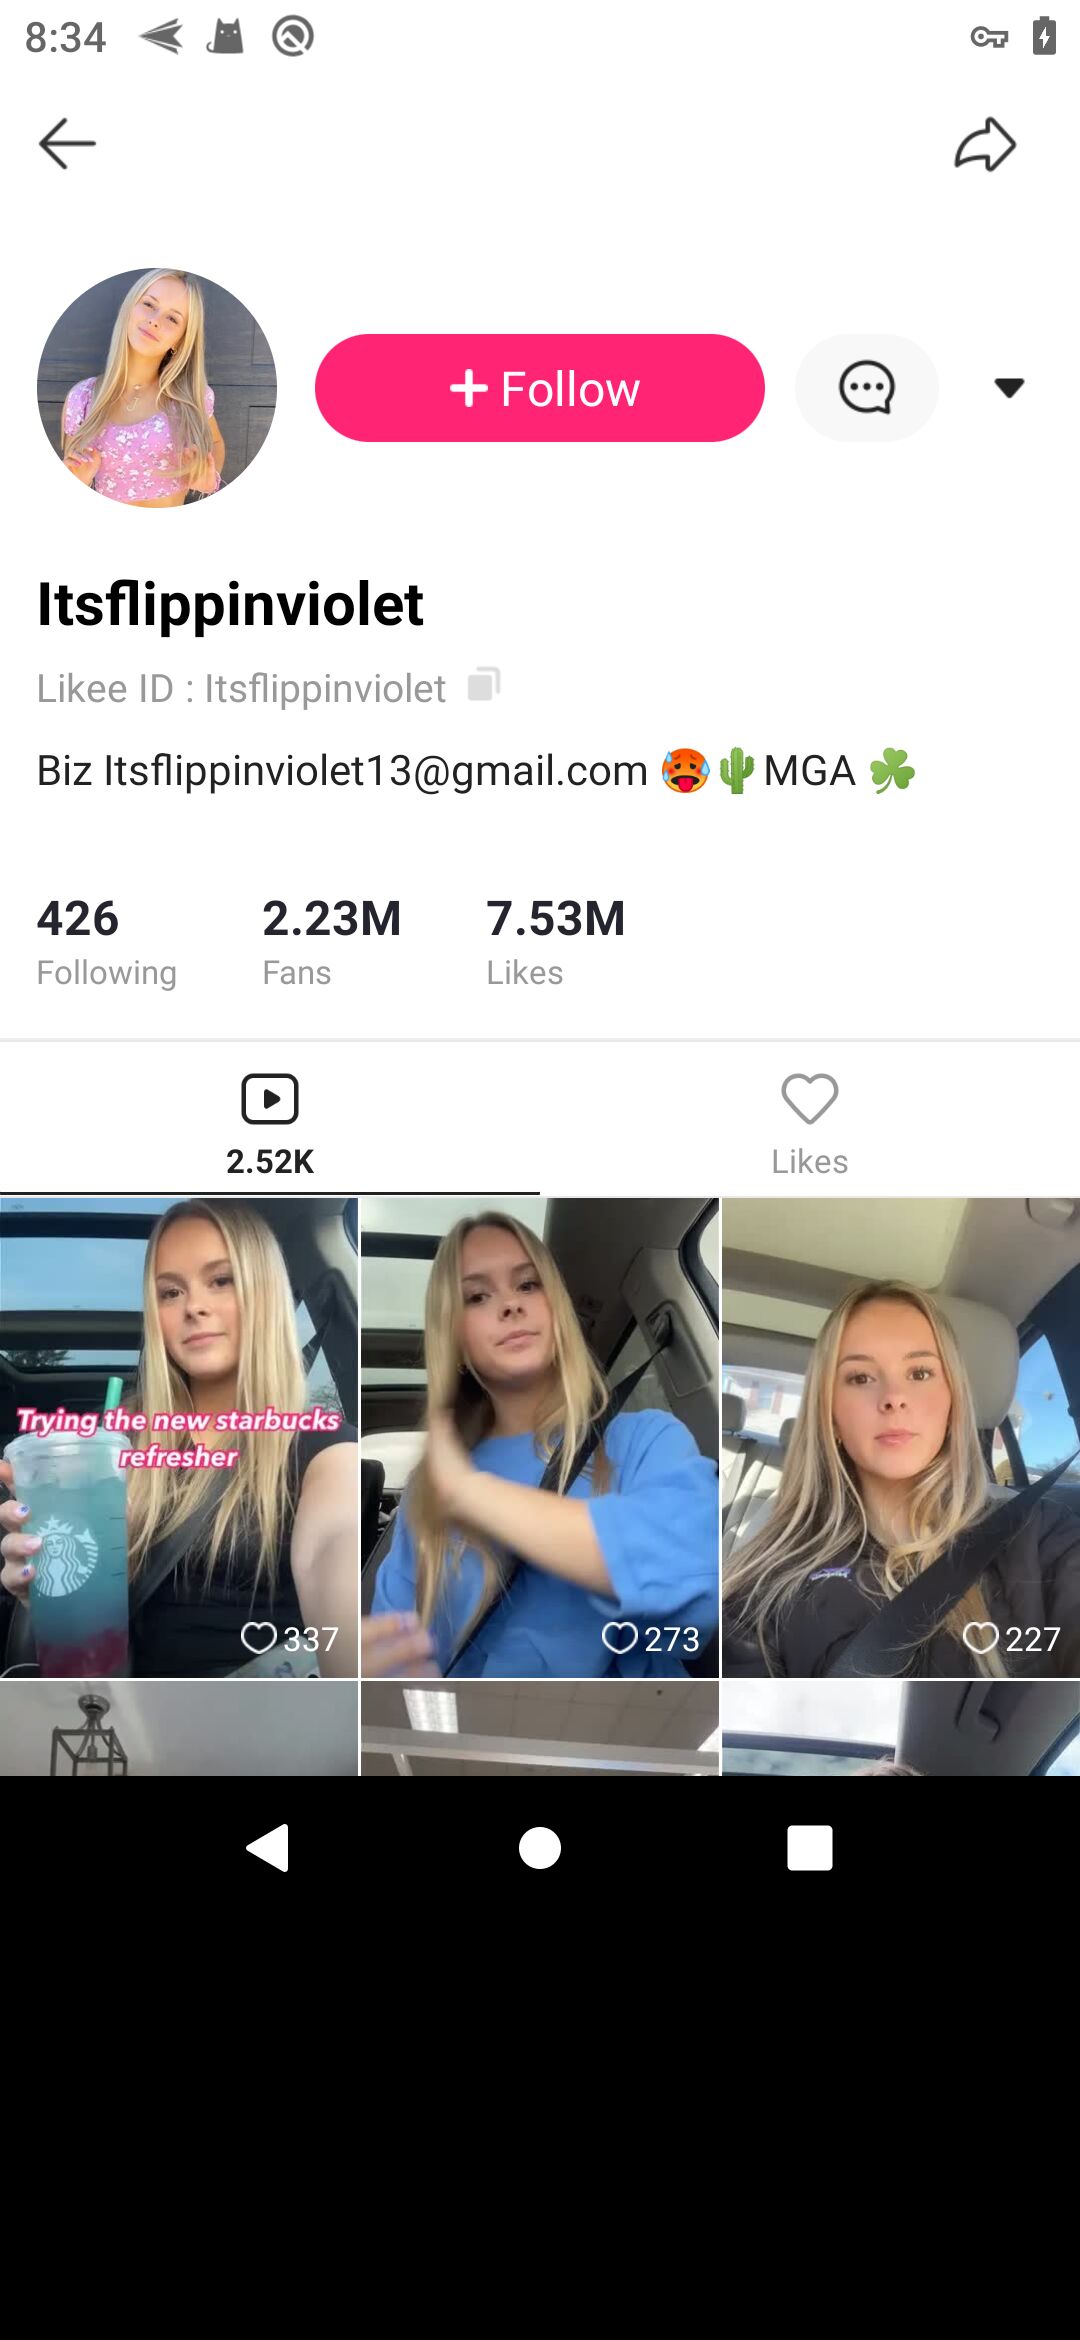 8:34
Follow
Itsflippinviolet
Likee ID : Itsflippinviolet
Biz Itsflippinviolet13@gmail.com 🥵🌵MGA ☘️
426 2.23M 7.53M
Following Fans Likes
2.52K Likes
Trying the new starbucks
refresher
337 273 227